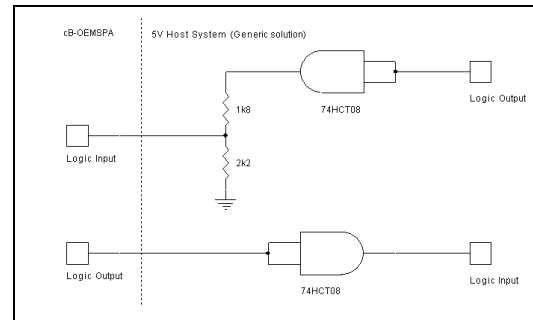 cB-OEMSPA
5V Host System (Generic solution)
1k8
74HCT08
Logic Output
Logic Input
2k2
Logic Output
74HCT08
Logic Input